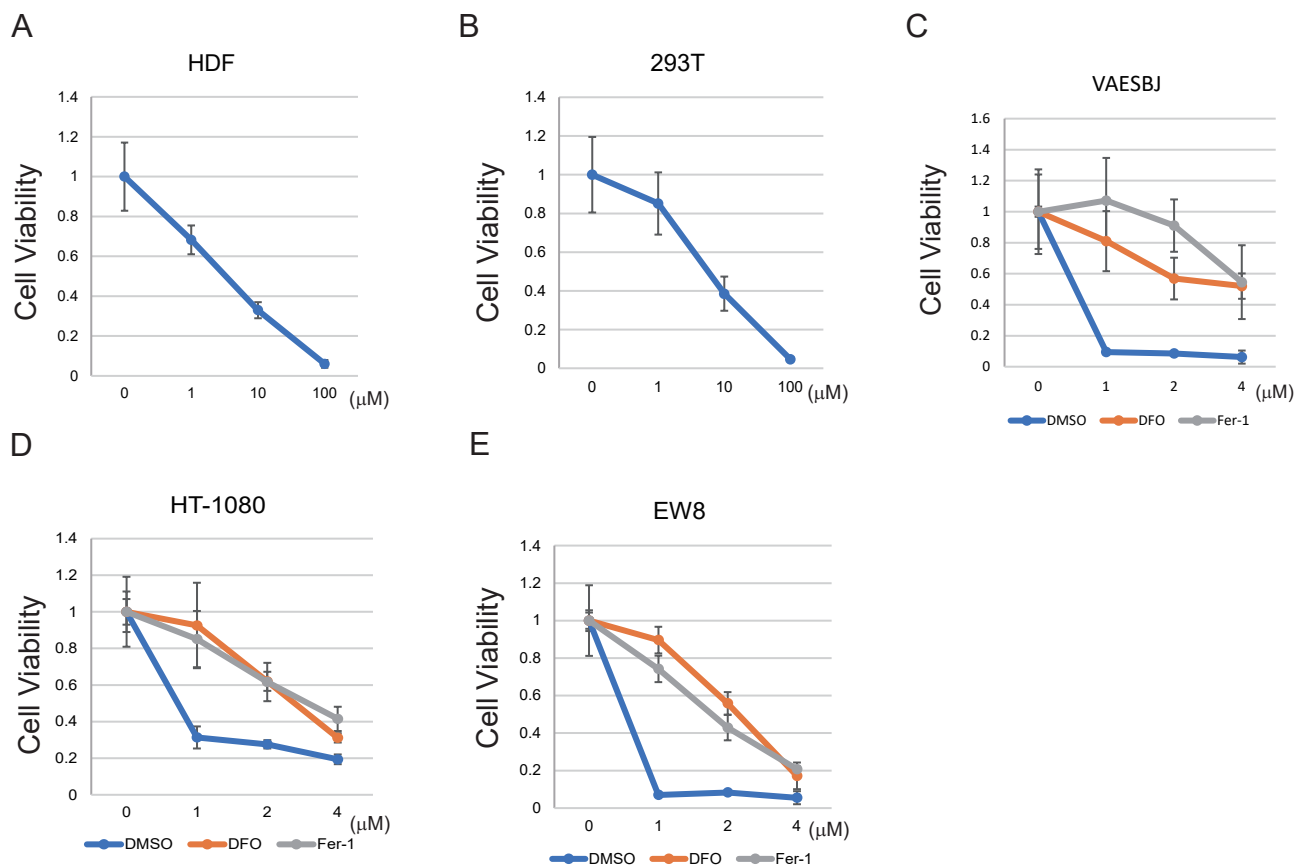 A
HDF
Cell Viability
1.4
1.2
1
0.8
0.6
0.4
0.2
0
0 1 10 100 (μM)
B
293T
Cell Viability
1.4
1.2
1
0.8
0.6
0.4
0.2
0
0 1 10 100 (μM)
C
VAESBJ
Cell Viability
1.6
1.4
1.2
1
0.8
0.6
0.4
0.2
0
0 1 2 4 (μM)
DMSO DFO Fer-1
D
HT-1080
Cell Viability
1.4
1.2
1
0.8
0.6
0.4
0.2
0
0 1 2 4 (μM)
DMSO DFO Fer-1
E
EW8
Cell Viability
1.4
1.2
1
0.8
0.6
0.4
0.2
0
0 1 2 4 (μM)
DMSO DFO Fer-1